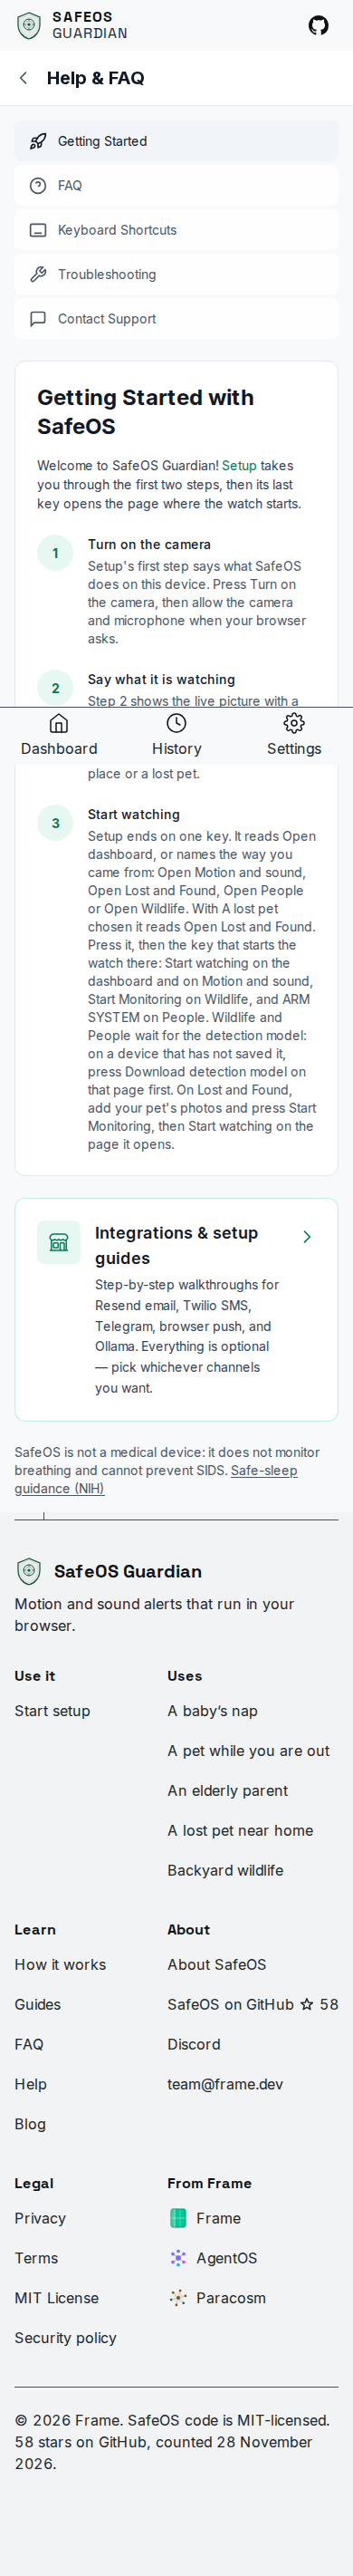 SAFEOS
GUARDIAN
Help & FAQ
Getting Started
FAQ
Keyboard Shortcuts
Troubleshooting
Contact Support
Getting Started with
SafeOS
Welcome to SafeOS Guardian! Setup takes
you through the first two steps, then its last
key opens the page where the watch starts.
1
Turn on the camera
Setup's first step says what SafeOS
does on this device. Press Turn on
the camera, then allow the camera
and microphone when your browser
asks.
2
Say what it is watching
Step 2 shows the live picture with a
Dashboard
History
Settings
place or a lost pet.
3
Start watching
Setup ends on one key. It reads Open
dashboard, or names the way you
came from: Open Motion and sound,
Open Lost and Found, Open People
or Open Wildlife. With A lost pet
chosen it reads Open Lost and Found.
Press it, then the key that starts the
watch there: Start watching on the
dashboard and on Motion and sound,
Start Monitoring on Wildlife, and ARM
SYSTEM on People. Wildlife and
People wait for the detection model:
on a device that has not saved it,
press Download detection model on
that page first. On Lost and Found,
add your pet's photos and press Start
Monitoring, then Start watching on the
page it opens.
Integrations & setup
guides
Step-by-step walkthroughs for
Resend email, Twilio SMS,
Telegram, browser push, and
Ollama. Everything is optional
— pick whichever channels
you want.
SafeOS is not a medical device: it does not monitor
breathing and cannot prevent SIDS. Safe-sleep
guidance (NIH)
SafeOS Guardian
Motion and sound alerts that run in your
browser.
Use it
Start setup
Uses
A baby’s nap
A pet while you are out
An elderly parent
A lost pet near home
Backyard wildlife
Learn
How it works
Guides
FAQ
Help
Blog
About
About SafeOS
SafeOS on GitHub ☆ 58
Discord
team@frame.dev
Legal
Privacy
Terms
MIT License
Security policy
From Frame
Frame
AgentOS
Paracosm
© 2026 Frame. SafeOS code is MIT-licensed.
58 stars on GitHub, counted 28 November
2026.